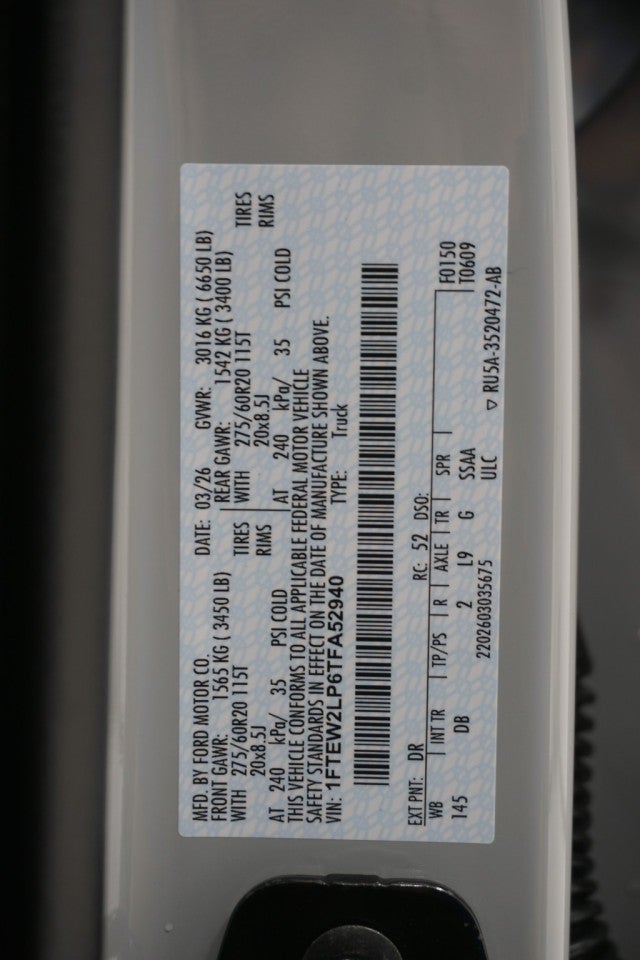 MFD. BY FORD MOTOR CO. DATE: 03/26 GVWR: 3016 KG ( 6650 LB)
FRONT GAWR: 1565 KG ( 3450 LB) REAR GAWR: 1542 KG ( 3400 LB)
WITH 275/60R20 115T TIRES WITH 275/60R20 115T TIRES
20x8.5J RIMS 20x8.5J RIMS
AT 240 kPa/ 35 PSI COLD AT 240 kPa/ 35 PSI COLD
THIS VEHICLE CONFORMS TO ALL APPLICABLE FEDERAL MOTOR VEHICLE
SAFETY STANDARDS IN EFFECT ON THE DATE OF MANUFACTURE SHOWN ABOVE.
VIN: 1FTEW2LP6TFA52940 TYPE: Truck
EXT PNT: DR RC: 52 DSO: F0150
WB INT TR TP/PS R AXLE TR SPR T0609
145 DB 2 L9 G SSAA
2202603035675 ULC ▽ RU5A-3520472-AB